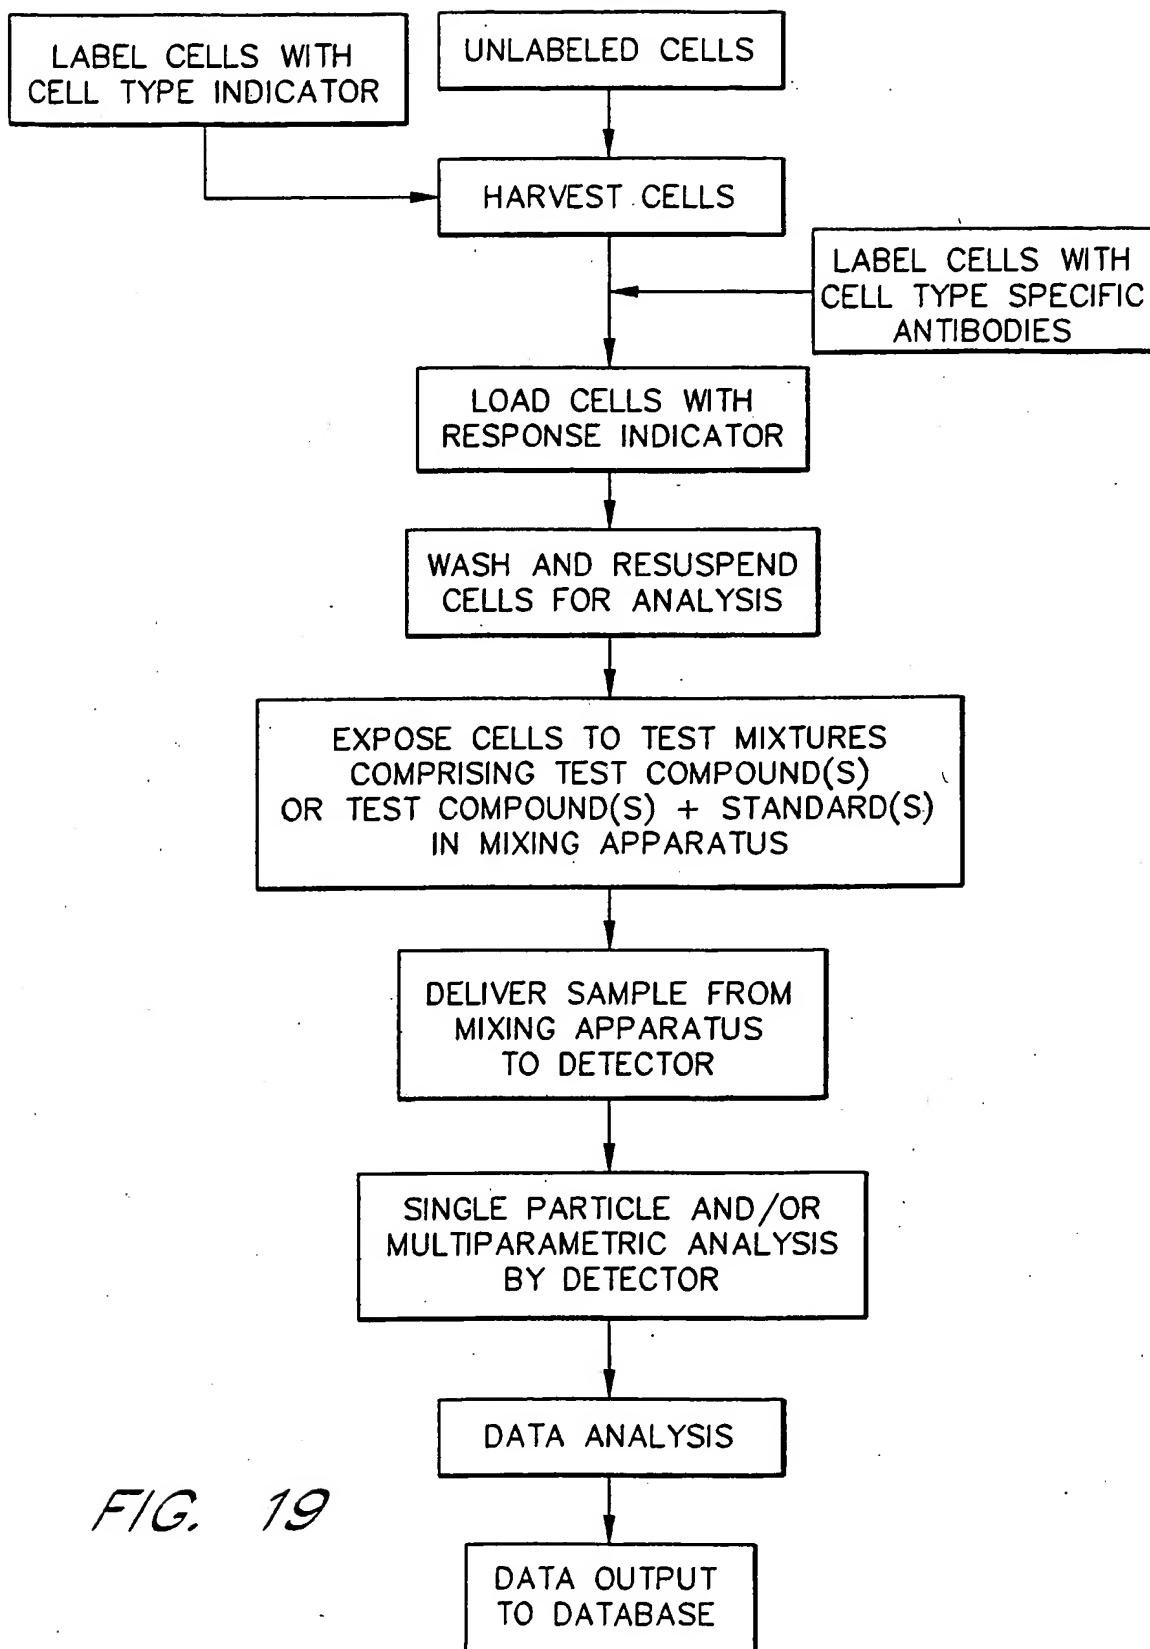 LABEL CELLS WITH
CELL TYPE INDICATOR
UNLABELED CELLS
HARVEST CELLS
LABEL CELLS WITH
CELL TYPE SPECIFIC
ANTIBODIES
LOAD CELLS WITH
RESPONSE INDICATOR
WASH AND RESUSPEND
CELLS FOR ANALYSIS
EXPOSE CELLS TO TEST MIXTURES
COMPRISING TEST COMPOUND(S)
OR TEST COMPOUND(S) + STANDARD(S)
IN MIXING APPARATUS
DELIVER SAMPLE FROM
MIXING APPARATUS
TO DETECTOR
SINGLE PARTICLE AND/OR
MULTIPARAMETRIC ANALYSIS
BY DETECTOR
DATA ANALYSIS
DATA OUTPUT
TO DATABASE
FIG. 19